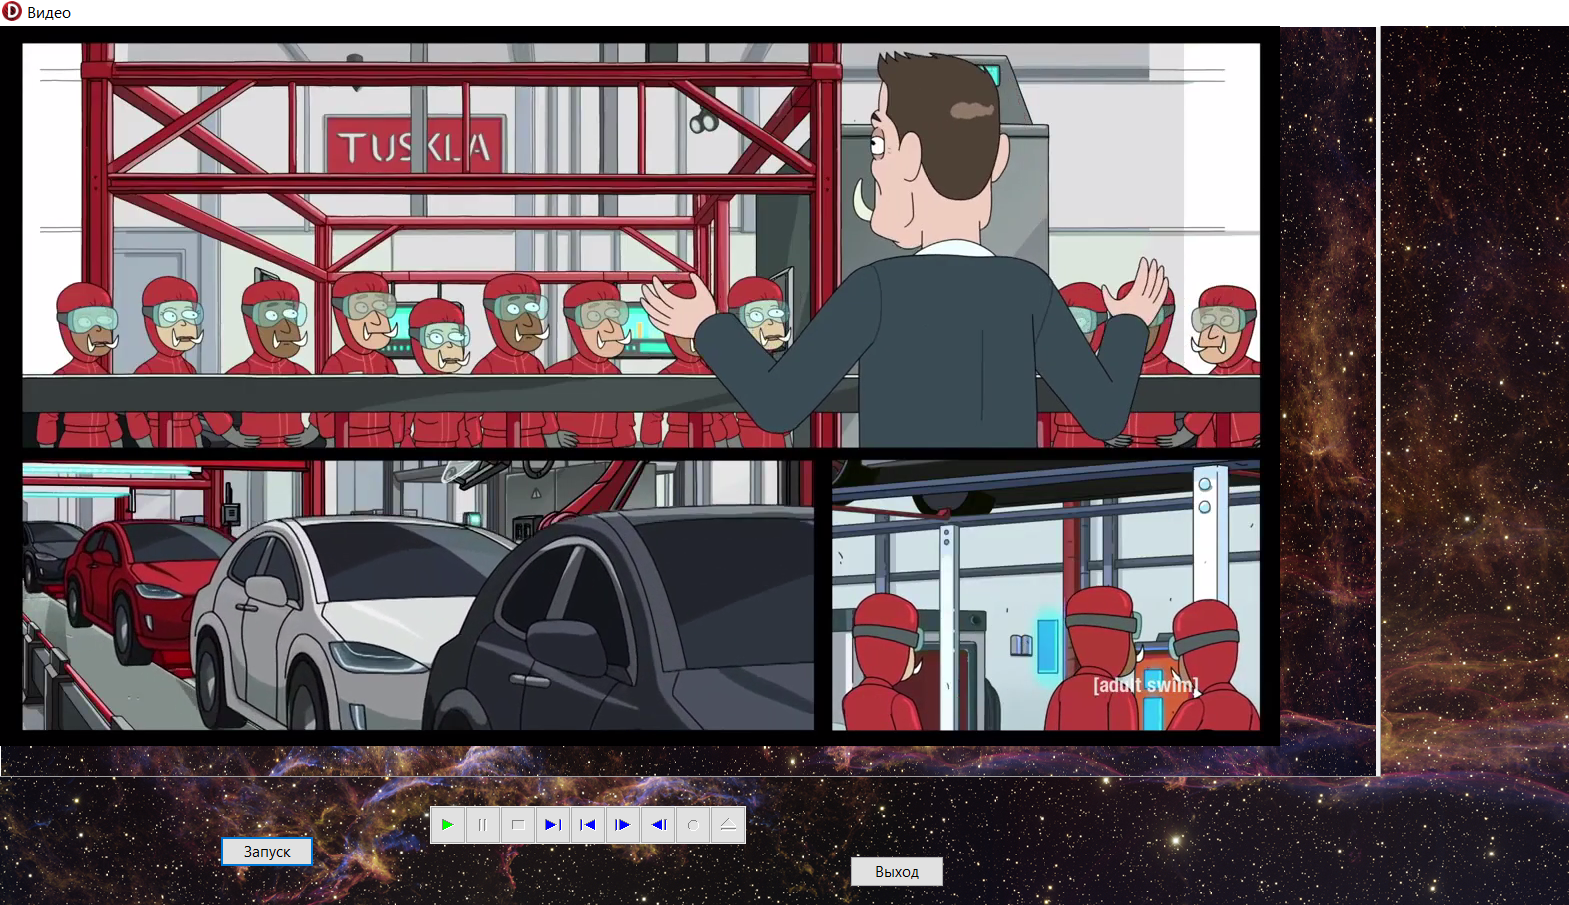 Видео
TUSKLA
[adult swim]
Запуск
Выход